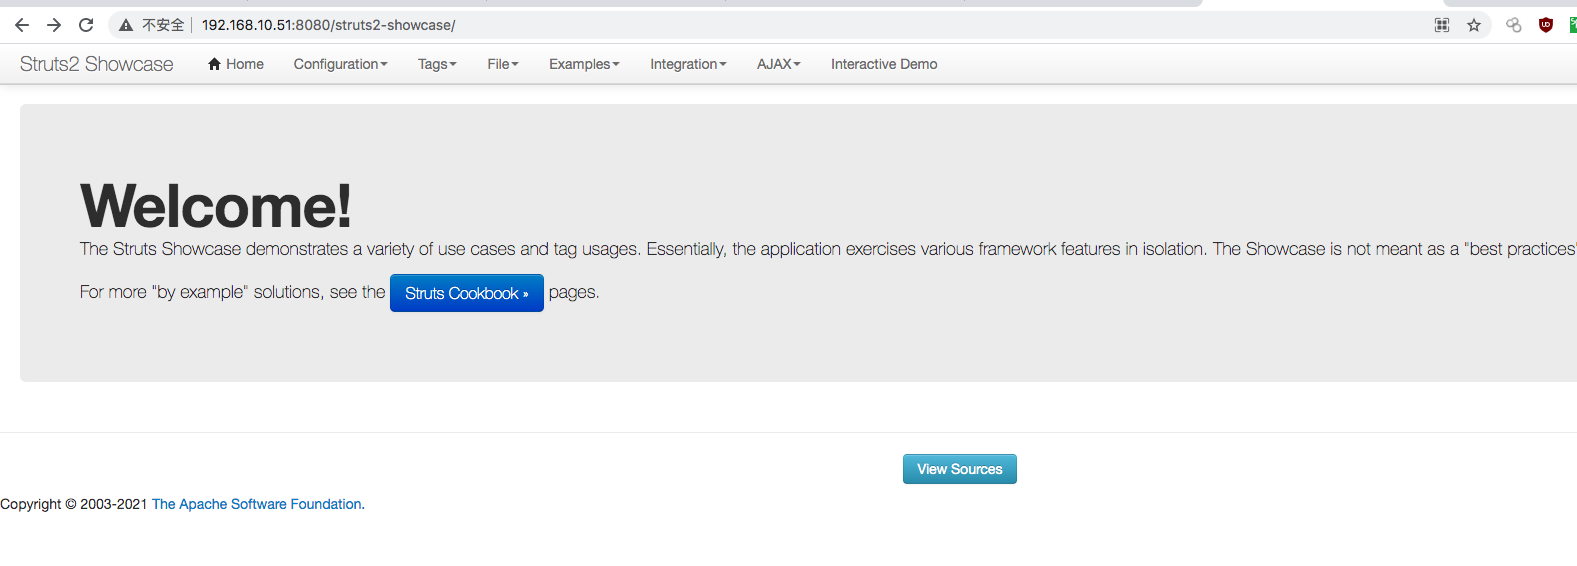 不安全 192.168.10.51:8080/struts2-showcase/
Struts2 Showcase Home Configuration Tags File Examples Integration AJAX Interactive Demo
Welcome!
The Struts Showcase demonstrates a variety of use cases and tag usages. Essentially, the application exercises various framework features in isolation. The Showcase is not meant as a "best practices"
For more "by example" solutions, see the Struts Cookbook » pages.
View Sources
Copyright © 2003-2021 The Apache Software Foundation.